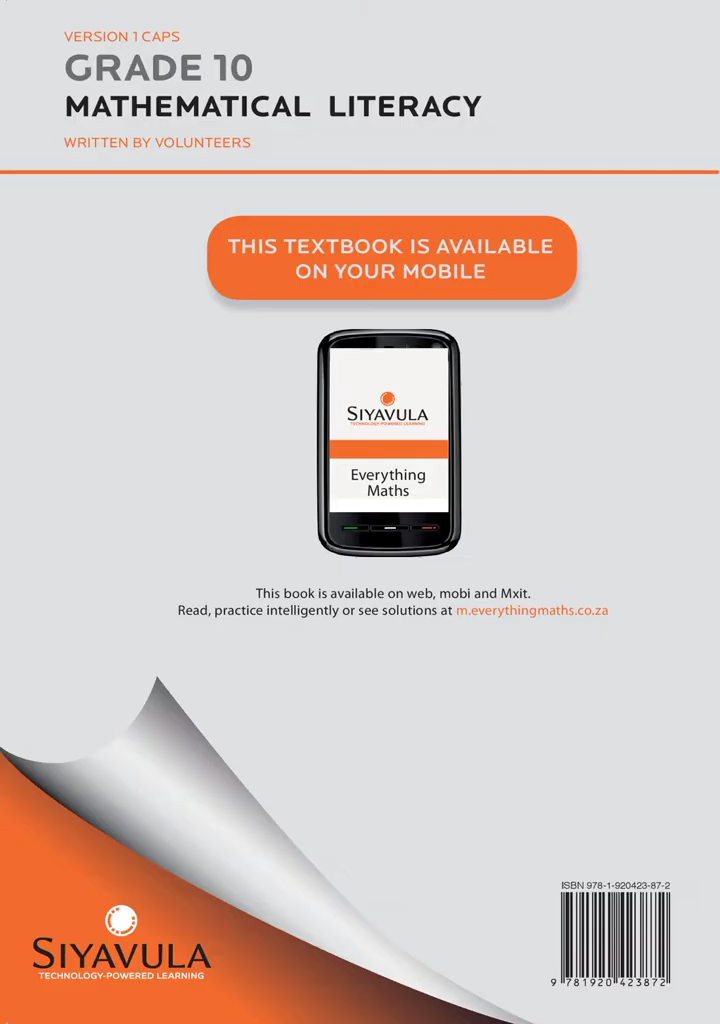 VERSION 1 CAPS
GRADE 10
MATHEMATICAL LITERACY
WRITTEN BY VOLUNTEERS
THIS TEXTBOOK IS AVAILABLE
ON YOUR MOBILE
SIYAVULA
TECHNOLOGY-POWERED LEARNING
Everything
Maths
This book is available on web, mobi and Mxit.
Read, practice intelligently or see solutions at m.everythingmaths.co.za
ISBN 978-1-920423-87-2
9 781920 423872
SIYAVULA
TECHNOLOGY-POWERED LEARNING